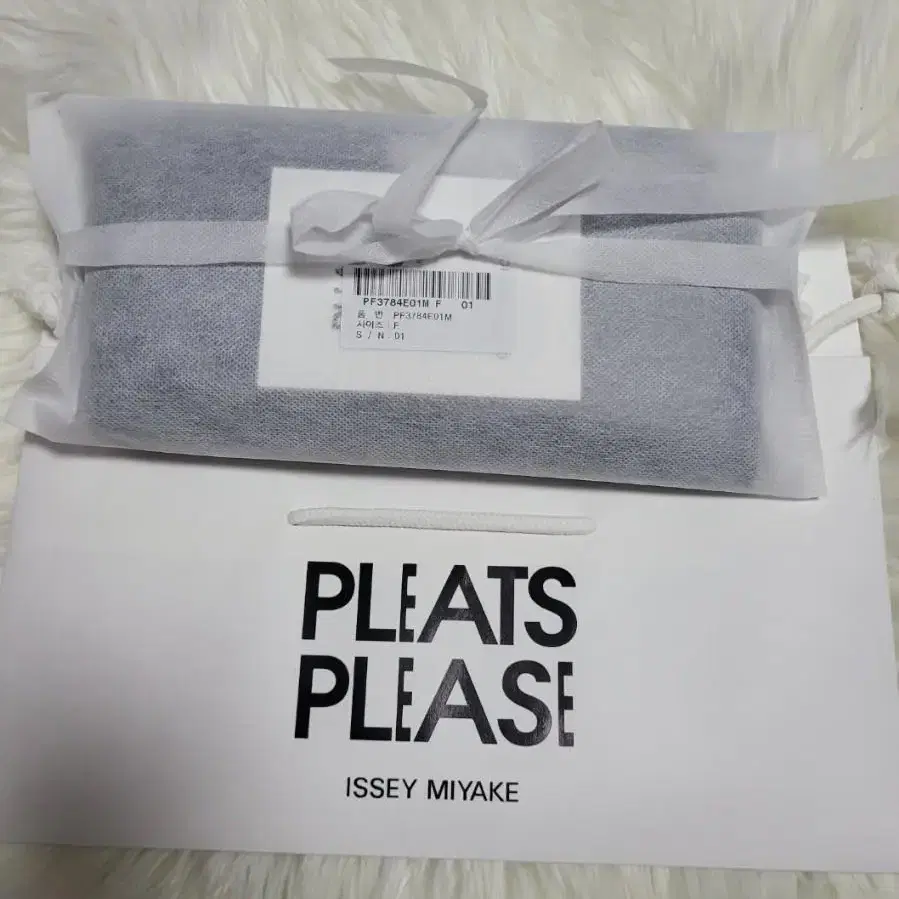 PF3784E01M F 01
품 번 PF3784E01M
사이즈 : F
S / N : 01
PLEATS
PLEASE
ISSEY MIYAKE